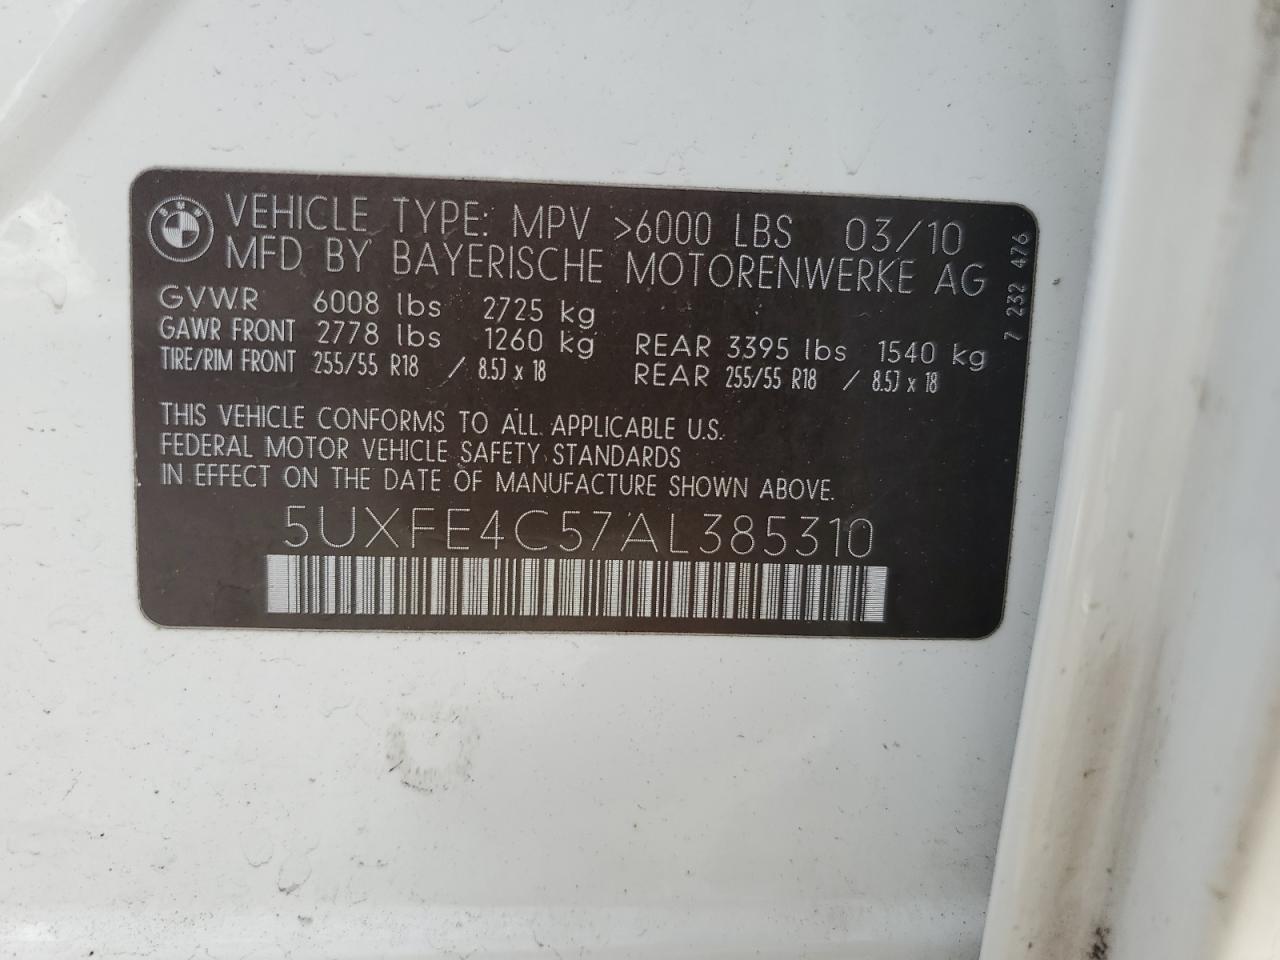 BMW
VEHICLE TYPE: MPV >6000 LBS 03/10
MFD BY BAYERISCHE MOTORENWERKE AG
GVWR 6008 lbs 2725 kg
GAWR FRONT 2778 lbs 1260 kg REAR 3395 lbs 1540 kg
TIRE/RIM FRONT 255/55 R18 / 8.5J x 18 REAR 255/55 R18 / 8.5J x 18
THIS VEHICLE CONFORMS TO ALL APPLICABLE U.S.
FEDERAL MOTOR VEHICLE SAFETY STANDARDS
IN EFFECT ON THE DATE OF MANUFACTURE SHOWN ABOVE.
5UXFE4C57AL385310
7 232 476